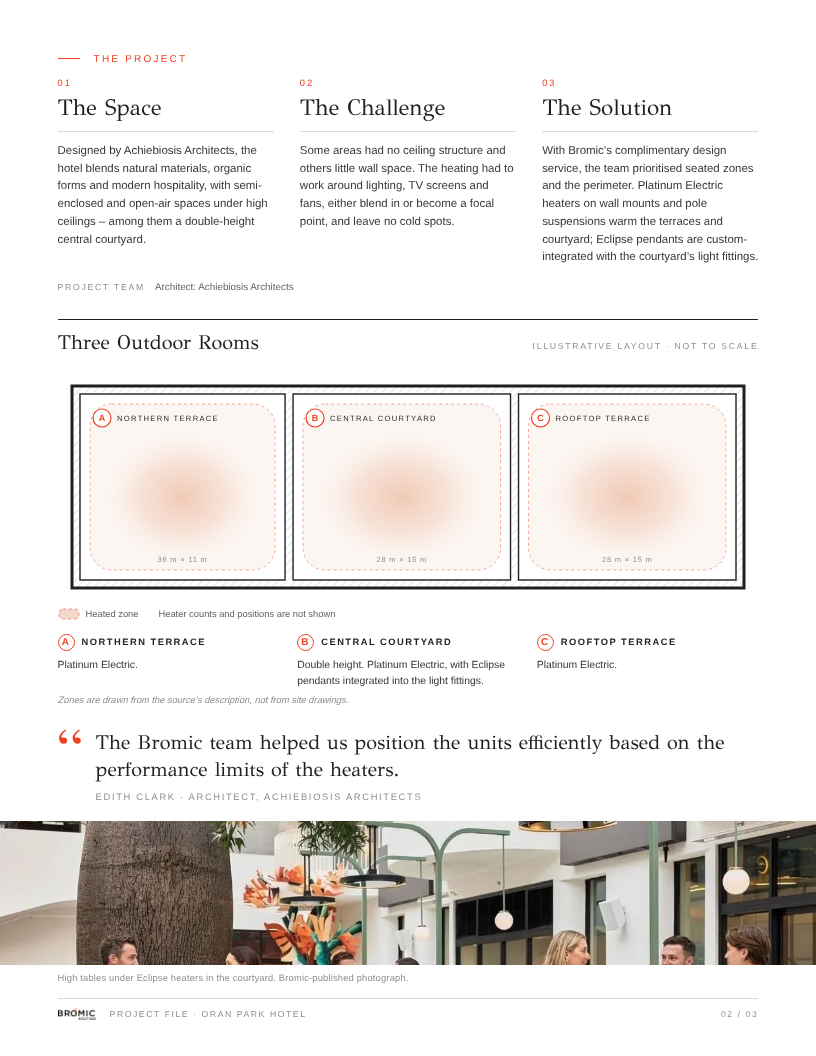 THE PROJECT
01
The Space
Designed by Achiebiosis Architects, the
hotel blends natural materials, organic
forms and modern hospitality, with semi-
enclosed and open-air spaces under high
ceilings – among them a double-height
central courtyard.
02
The Challenge
Some areas had no ceiling structure and
others little wall space. The heating had to
work around lighting, TV screens and
fans, either blend in or become a focal
point, and leave no cold spots.
03
The Solution
With Bromic’s complimentary design
service, the team prioritised seated zones
and the perimeter. Platinum Electric
heaters on wall mounts and pole
suspensions warm the terraces and
courtyard; Eclipse pendants are custom-
integrated with the courtyard’s light fittings.
PROJECT TEAM Architect: Achiebiosis Architects
Three Outdoor Rooms
ILLUSTRATIVE LAYOUT · NOT TO SCALE
A NORTHERN TERRACE
36 m × 11 m
B CENTRAL COURTYARD
28 m × 15 m
C ROOFTOP TERRACE
28 m × 15 m
Heated zone Heater counts and positions are not shown
A NORTHERN TERRACE
Platinum Electric.
B CENTRAL COURTYARD
Double height. Platinum Electric, with Eclipse
pendants integrated into the light fittings.
C ROOFTOP TERRACE
Platinum Electric.
Zones are drawn from the source’s description, not from site drawings.
“ The Bromic team helped us position the units efficiently based on the
performance limits of the heaters.
EDITH CLARK · ARCHITECT, ACHIEBIOSIS ARCHITECTS
High tables under Eclipse heaters in the courtyard. Bromic-published photograph.
BROMIC HEATING PROJECT FILE · ORAN PARK HOTEL
02 / 03